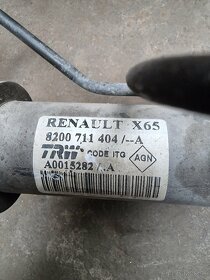 RENAULT X65
8200 711 404 /--A
TRW CODE ITG AGN
A0015282 /.A